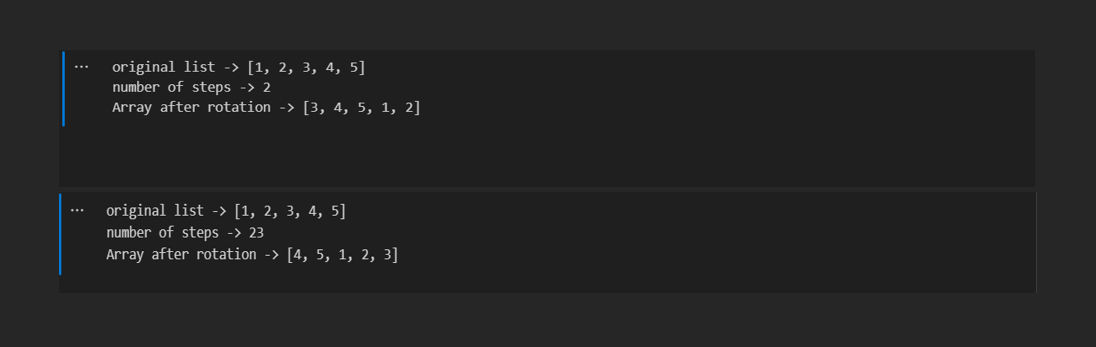 original list -> [1, 2, 3, 4, 5]
number of steps -> 2
Array after rotation -> [3, 4, 5, 1, 2]
original list -> [1, 2, 3, 4, 5]
number of steps -> 23
Array after rotation -> [4, 5, 1, 2, 3]